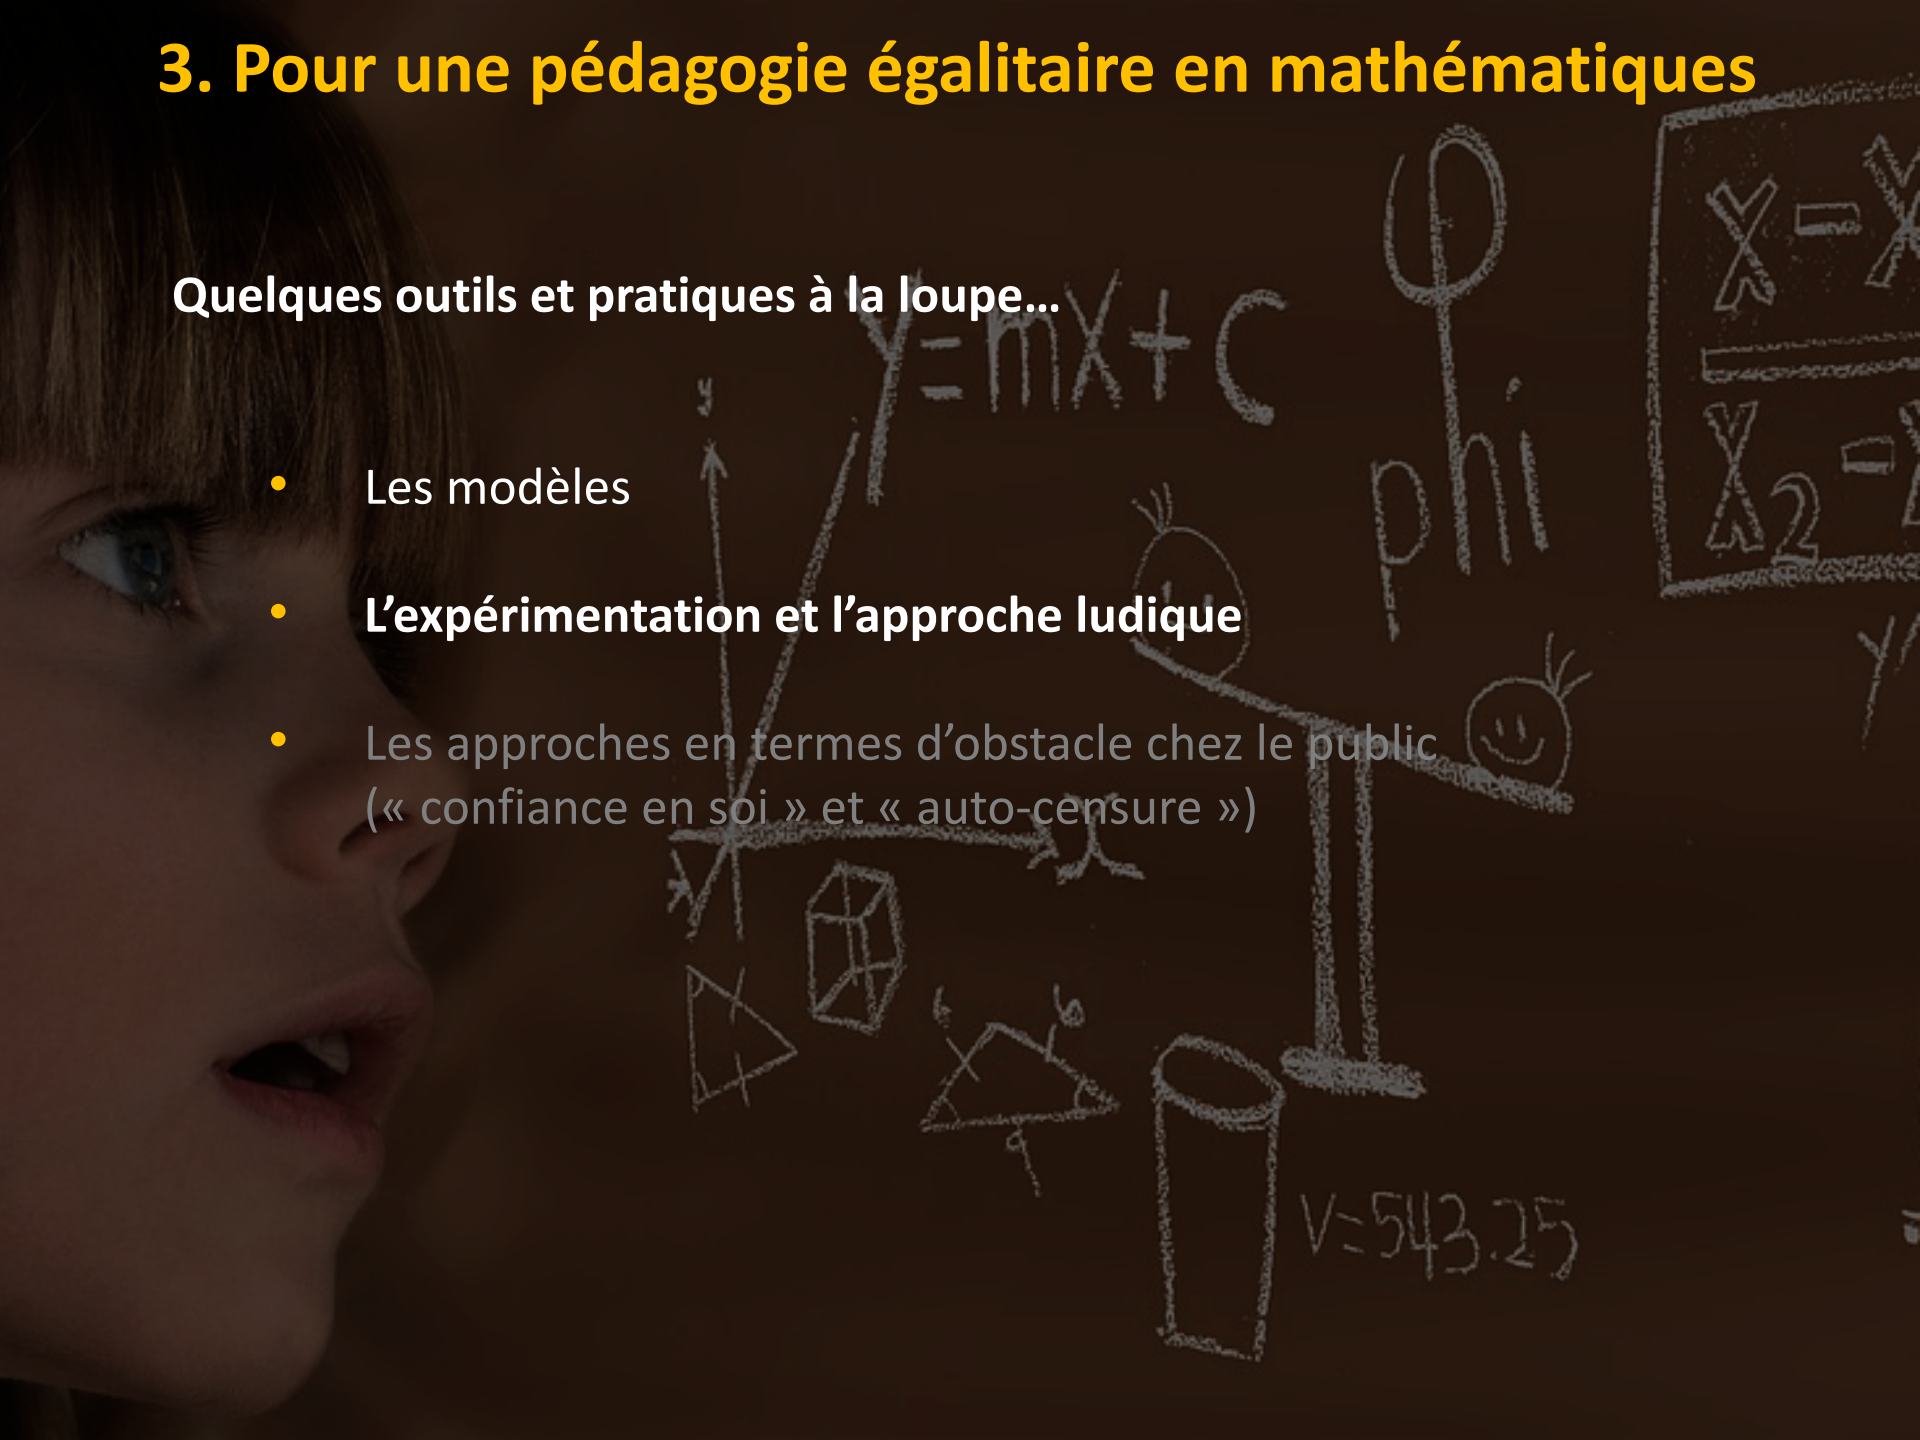 3. Pour une pédagogie égalitaire en mathématiques
Quelques outils et pratiques à la loupe…
y=mx+c
φ
phi
x-x
x2-
y
• Les modèles
• L’expérimentation et l’approche ludique
• Les approches en termes d’obstacle chez le public
(« confiance en soi » et « auto-censure »)
x
V=543.25